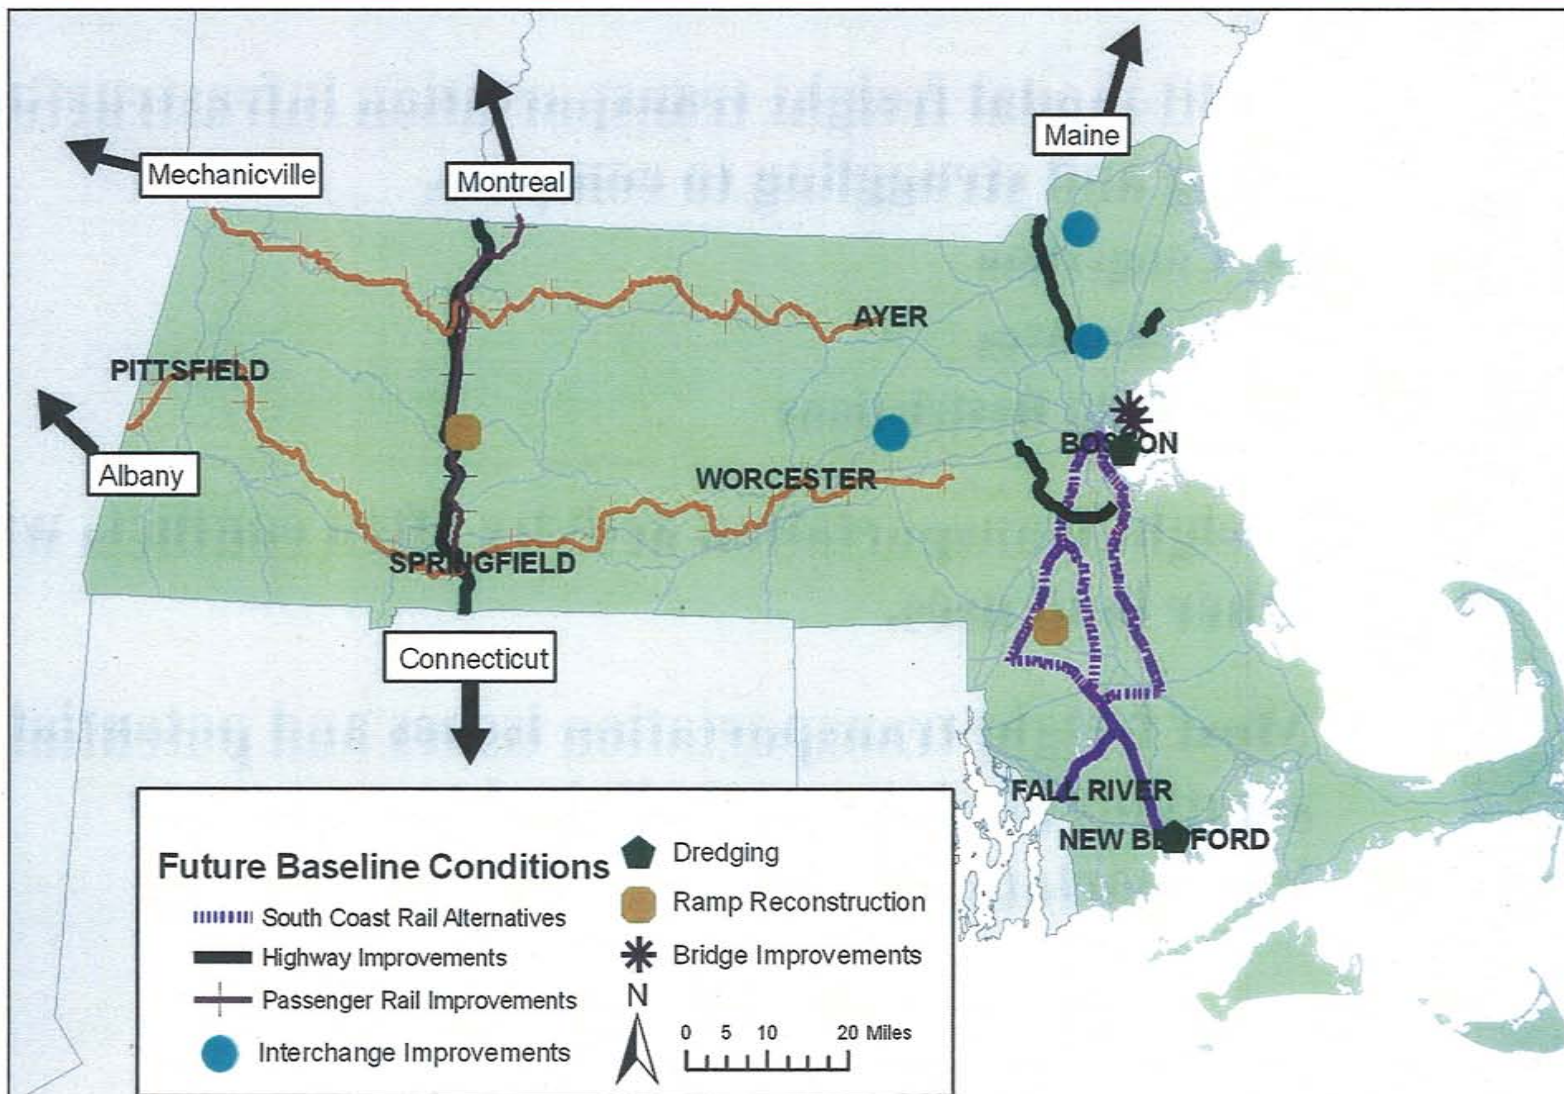 Maine
Mechanicville
Montreal
AYER
PITTSFIELD
BOSTON
Albany
WORCESTER
SPRINGFIELD
Connecticut
FALL RIVER
NEW BEDFORD
Future Baseline Conditions
South Coast Rail Alternatives
Highway Improvements
Passenger Rail Improvements
Interchange Improvements
Dredging
Ramp Reconstruction
Bridge Improvements
N
0 5 10 20 Miles